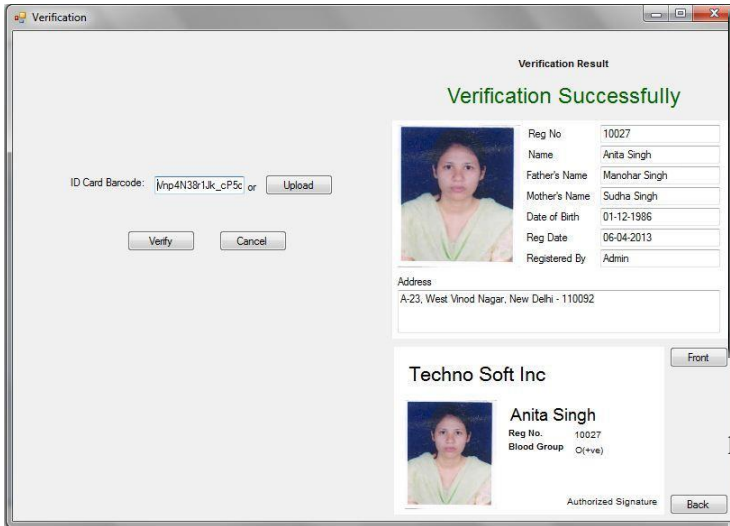 Verification
ID Card Barcode: Vnp4N38r1Jk_cP5c or Upload
Verify Cancel
Verification Result
Verification Successfully
Reg No 10027
Name Anita Singh
Father's Name Manohar Singh
Mother's Name Sudha Singh
Date of Birth 01-12-1986
Reg Date 06-04-2013
Registered By Admin
Address
A-23, West Vinod Nagar, New Delhi - 110092
Front
Techno Soft Inc
Anita Singh
Reg No. 10027
Blood Group O(+ve)
Authorized Signature
Back